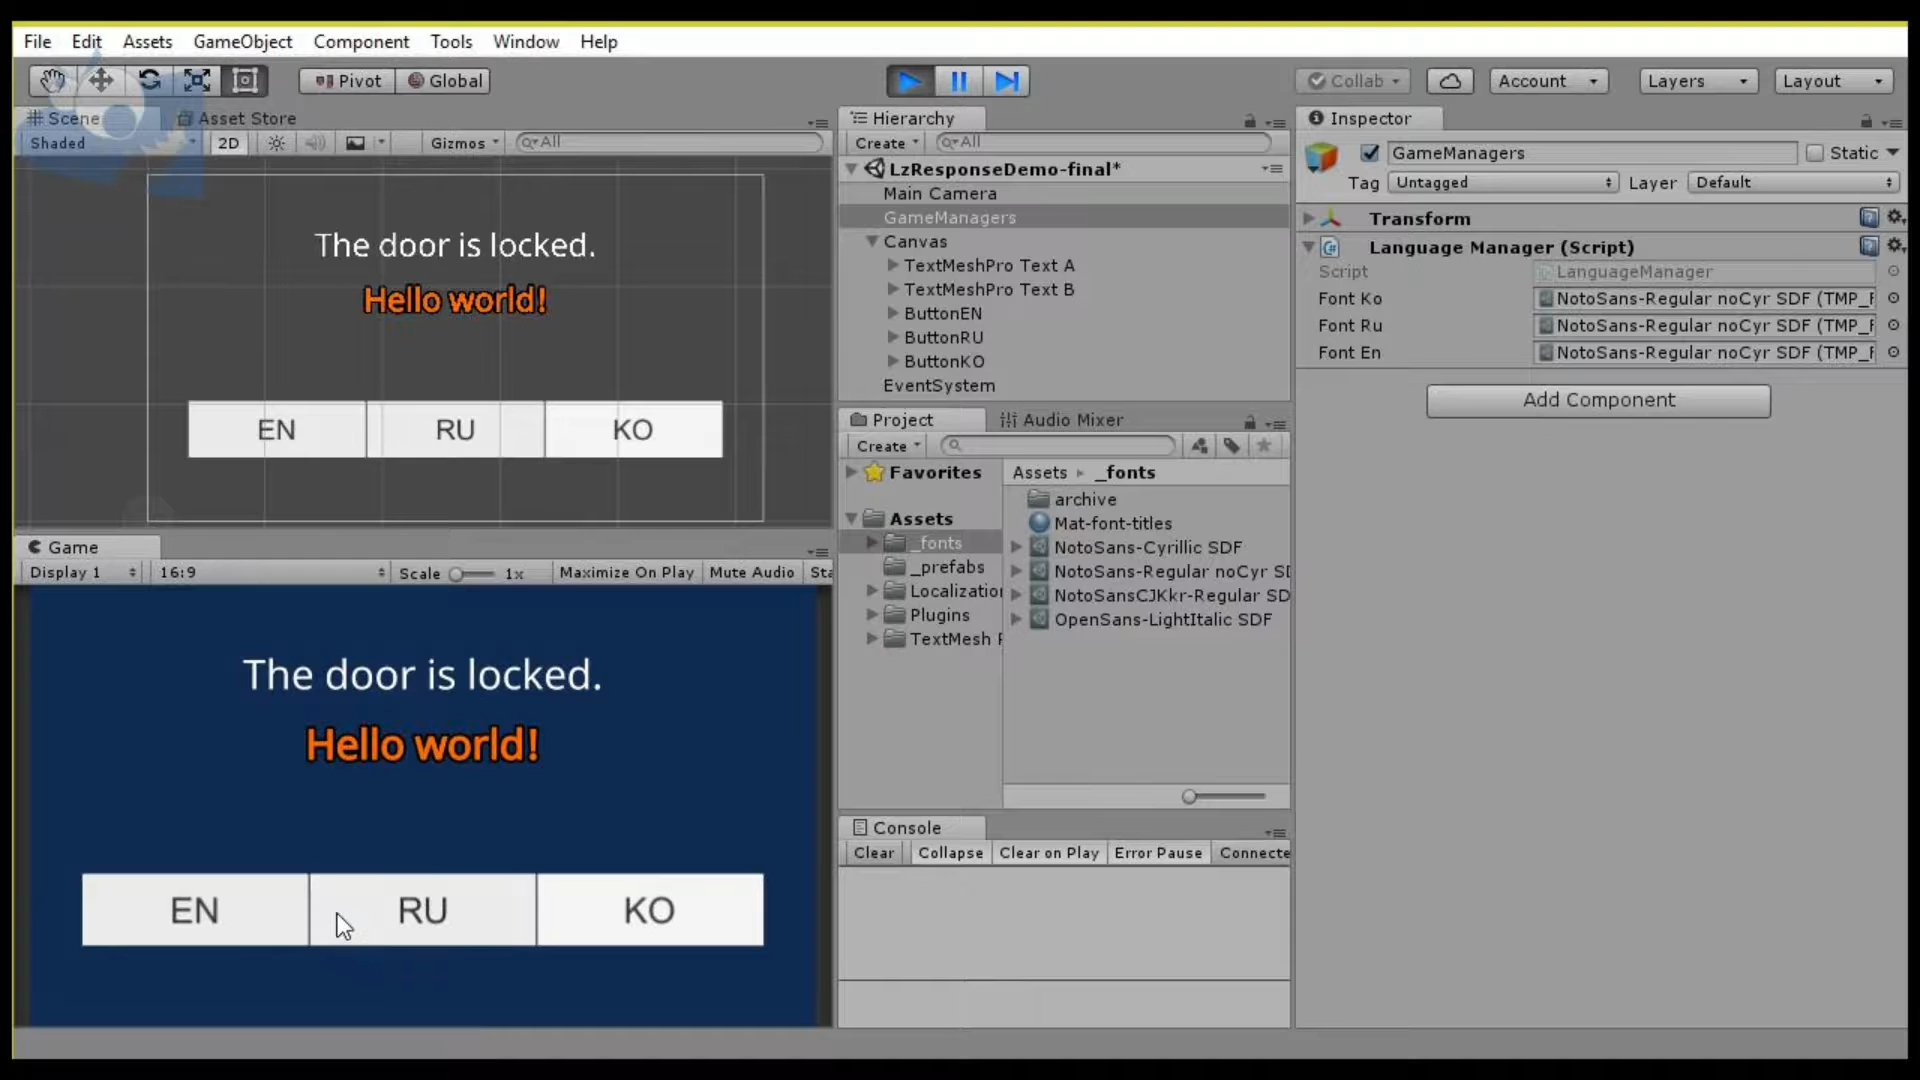 File Edit Assets GameObject Component Tools Window Help
Pivot Global Collab Account Layers Layout
Scene Asset Store
Shaded 2D Gizmos All
The door is locked.
Hello world!
EN RU KO
Game
Display 1 16:9 Scale 1x Maximize On Play Mute Audio Sta
The door is locked.
Hello world!
EN RU KO
Hierarchy
Create All
LzResponseDemo-final*
Main Camera
GameManagers
Canvas
TextMeshPro Text A
TextMeshPro Text B
ButtonEN
ButtonRU
ButtonKO
EventSystem
Project Audio Mixer
Create
Favorites
Assets
_fonts
_prefabs
Localization
Plugins
TextMesh P
Assets _fonts
archive
Mat-font-titles
NotoSans-Cyrillic SDF
NotoSans-Regular noCyr SD
NotoSansCJKkr-Regular SD
OpenSans-LightItalic SDF
Console
Clear Collapse Clear on Play Error Pause Connecte
Inspector
GameManagers Static
Tag Untagged Layer Default
Transform
Language Manager (Script)
Script LanguageManager
Font Ko NotoSans-Regular noCyr SDF (TMP_F
Font Ru NotoSans-Regular noCyr SDF (TMP_F
Font En NotoSans-Regular noCyr SDF (TMP_F
Add Component